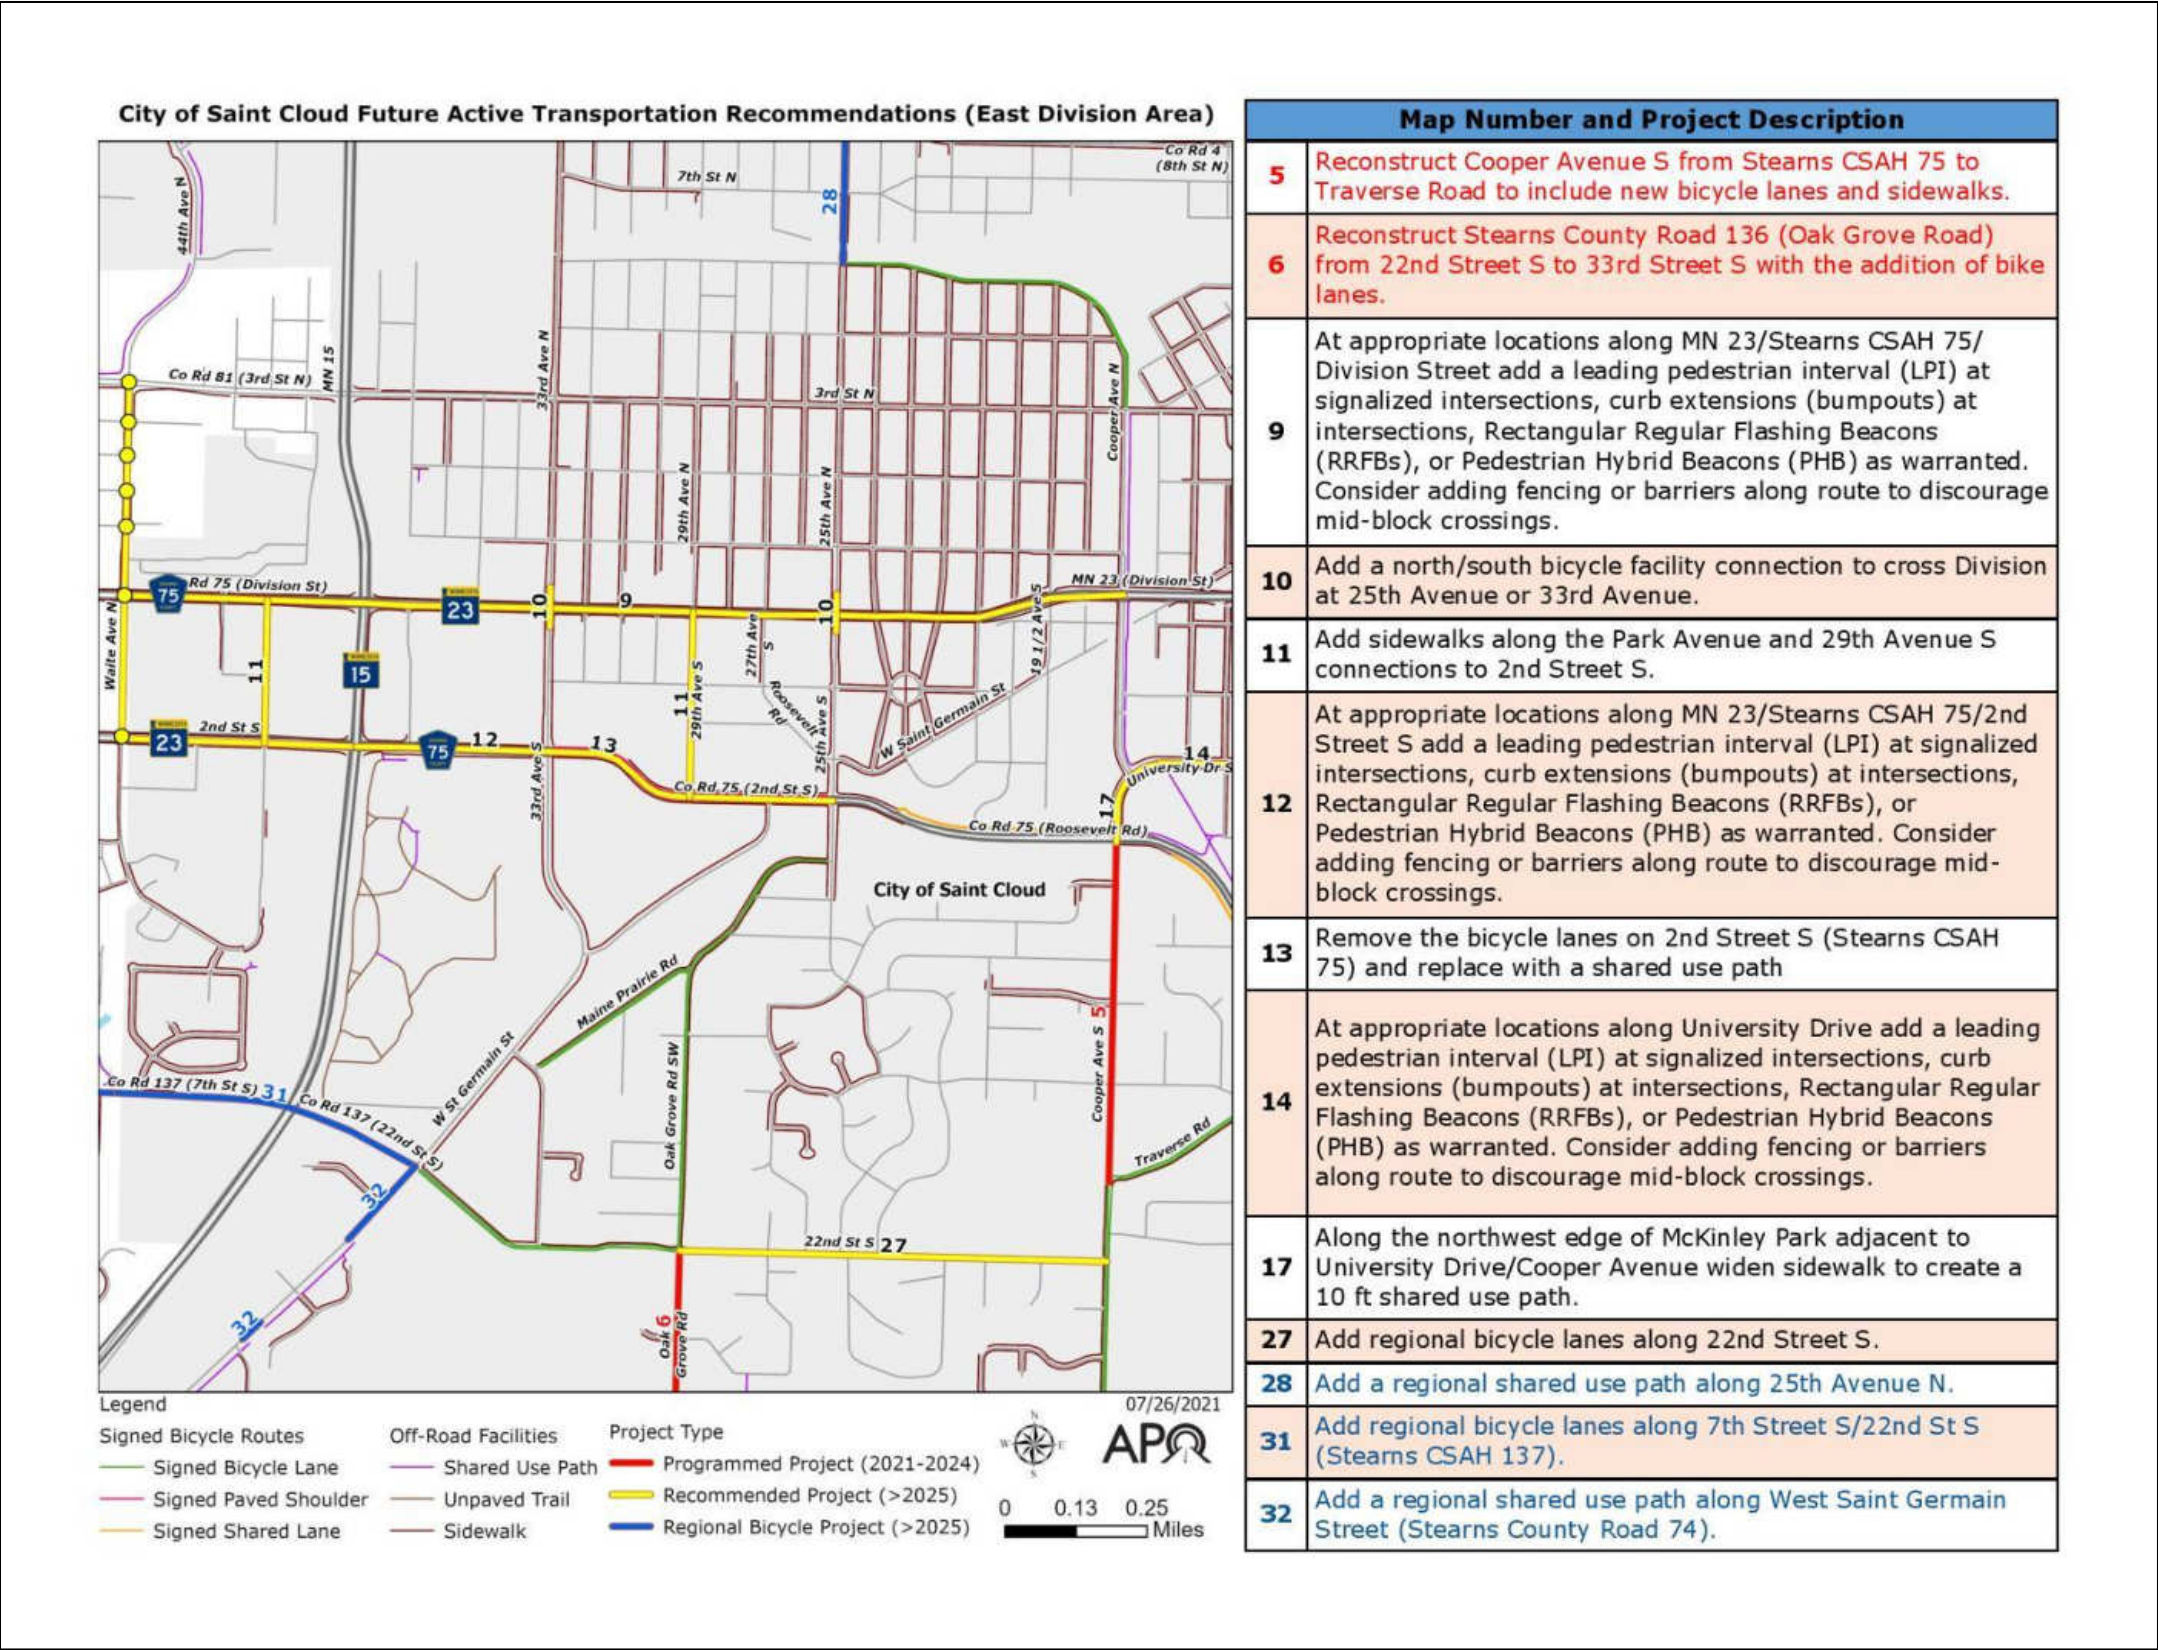 City of Saint Cloud Future Active Transportation Recommendations (East Division Area)
Co Rd 4
(8th St N)
7th St N
28
44th Ave N
33rd Ave N
MN 15
Co Rd 81 (3rd St N)
3rd St N
Cooper Ave N
29th Ave N
25th Ave N
Rd 75 (Division St)
75
23
10
9
10
MN 23 (Division St)
Waite Ave N
11
15
11
29th Ave S
27th Ave
S
Roosevelt
Rd
25th Ave S
19 1/2 Ave S
W Saint Germain St
2nd St S
23
75
12
13
33rd Ave S
Co Rd 75 (2nd St S)
14
University Dr S
17
Co Rd 75 (Roosevelt Rd)
City of Saint Cloud
Maine Prairie Rd
5
Cooper Ave S
W St Germain St
Oak Grove Rd SW
Co Rd 137 (7th St S)
31
Co Rd 137 (22nd St S)
Traverse Rd
32
22nd St S
27
32
6
Oak
Grove Rd
Legend
07/26/2021
Signed Bicycle Routes
Signed Bicycle Lane
Signed Paved Shoulder
Signed Shared Lane
Off-Road Facilities
Shared Use Path
Unpaved Trail
Sidewalk
Project Type
Programmed Project (2021-2024)
Recommended Project (>2025)
Regional Bicycle Project (>2025)
N
W
E
S
APO
0 0.13 0.25
Miles
Map Number and Project Description
5
Reconstruct Cooper Avenue S from Stearns CSAH 75 to
Traverse Road to include new bicycle lanes and sidewalks.
6
Reconstruct Stearns County Road 136 (Oak Grove Road)
from 22nd Street S to 33rd Street S with the addition of bike
lanes.
9
At appropriate locations along MN 23/Stearns CSAH 75/
Division Street add a leading pedestrian interval (LPI) at
signalized intersections, curb extensions (bumpouts) at
intersections, Rectangular Regular Flashing Beacons
(RRFBs), or Pedestrian Hybrid Beacons (PHB) as warranted.
Consider adding fencing or barriers along route to discourage
mid-block crossings.
10
Add a north/south bicycle facility connection to cross Division
at 25th Avenue or 33rd Avenue.
11
Add sidewalks along the Park Avenue and 29th Avenue S
connections to 2nd Street S.
12
At appropriate locations along MN 23/Stearns CSAH 75/2nd
Street S add a leading pedestrian interval (LPI) at signalized
intersections, curb extensions (bumpouts) at intersections,
Rectangular Regular Flashing Beacons (RRFBs), or
Pedestrian Hybrid Beacons (PHB) as warranted. Consider
adding fencing or barriers along route to discourage mid-
block crossings.
13
Remove the bicycle lanes on 2nd Street S (Stearns CSAH
75) and replace with a shared use path
14
At appropriate locations along University Drive add a leading
pedestrian interval (LPI) at signalized intersections, curb
extensions (bumpouts) at intersections, Rectangular Regular
Flashing Beacons (RRFBs), or Pedestrian Hybrid Beacons
(PHB) as warranted. Consider adding fencing or barriers
along route to discourage mid-block crossings.
17
Along the northwest edge of McKinley Park adjacent to
University Drive/Cooper Avenue widen sidewalk to create a
10 ft shared use path.
27
Add regional bicycle lanes along 22nd Street S.
28
Add a regional shared use path along 25th Avenue N.
31
Add regional bicycle lanes along 7th Street S/22nd St S
(Stearns CSAH 137).
32
Add a regional shared use path along West Saint Germain
Street (Stearns County Road 74).